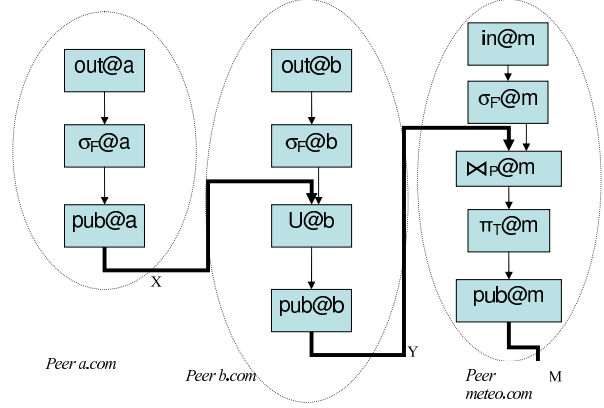 out@a
σF@a
pub@a
X
Peer a.com
out@b
σF@b
U@b
pub@b
Y
Peer b.com
in@m
σF'@m
⋈P@m
πT@m
pub@m
M
Peer
meteo.com